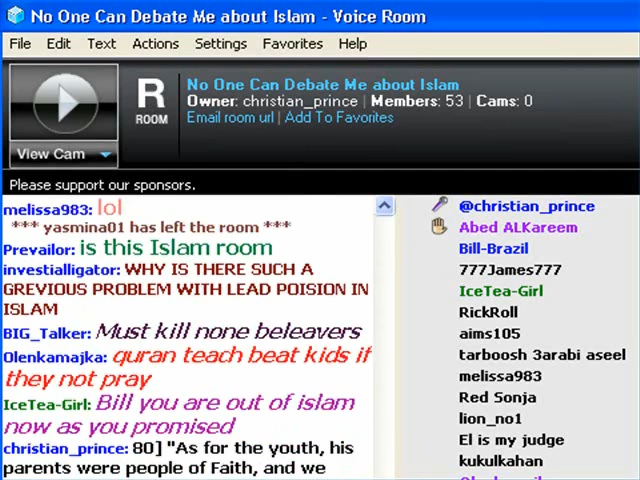 No One Can Debate Me about Islam - Voice Room
File Edit Text Actions Settings Favorites Help
No One Can Debate Me about Islam
Owner: christian_prince | Members: 53 | Cams: 0
Email room url | Add To Favorites
R
ROOM
View Cam
Please support our sponsors.
melissa983: lol
*** yasmina01 has left the room ***
Prevailor: is this Islam room
investialligator: WHY IS THERE SUCH A
GREVIOUS PROBLEM WITH LEAD POISION IN
ISLAM
BIG_Talker: Must kill none beleavers
Olenkamajka: quran teach beat kids if
they not pray
IceTea-Girl: Bill you are out of islam
now as you promised
christian_prince: 80] "As for the youth, his
parents were people of Faith, and we
@christian_prince
Abed ALKareem
Bill-Brazil
777James777
IceTea-Girl
RickRoll
aims105
tarboosh 3arabi aseel
melissa983
Red Sonja
lion_no1
El is my judge
kukulkahan